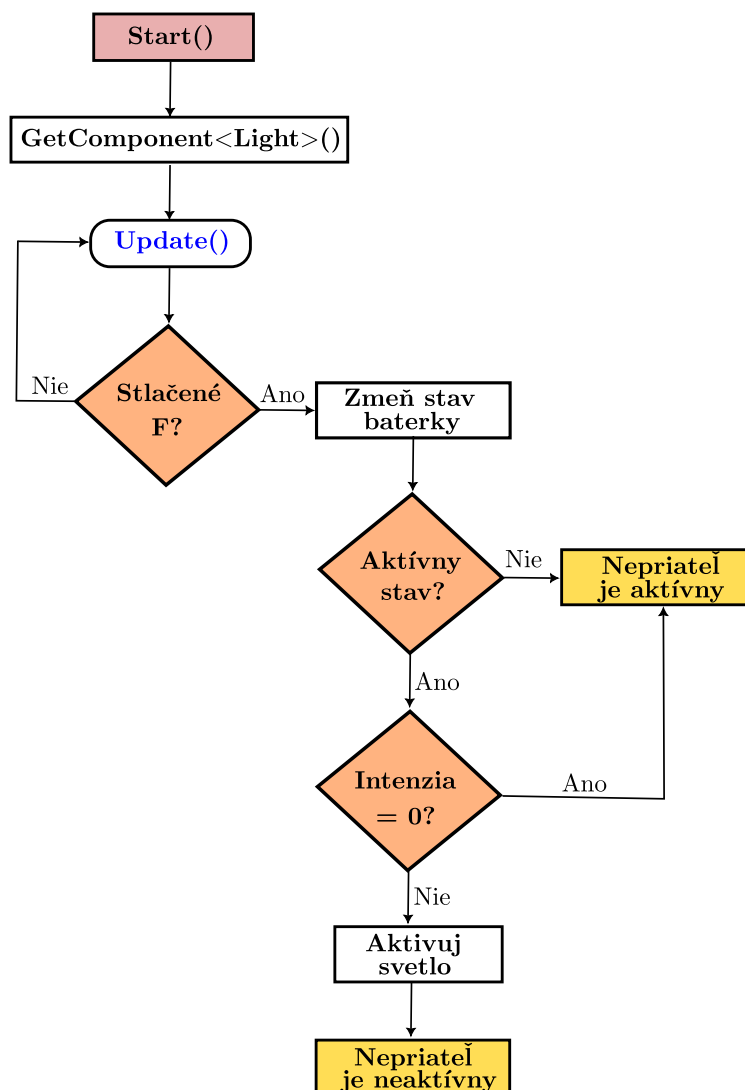 Start()
GetComponent<Light>()
Update()
Nie
Stlačené
F?
Ano
Zmeň stav
baterky
Aktívny
stav?
Nie
Nepriateľ
je aktívny
Ano
Intenzia
= 0?
Ano
Nie
Aktivuj
svetlo
Nepriateľ
je neaktívny